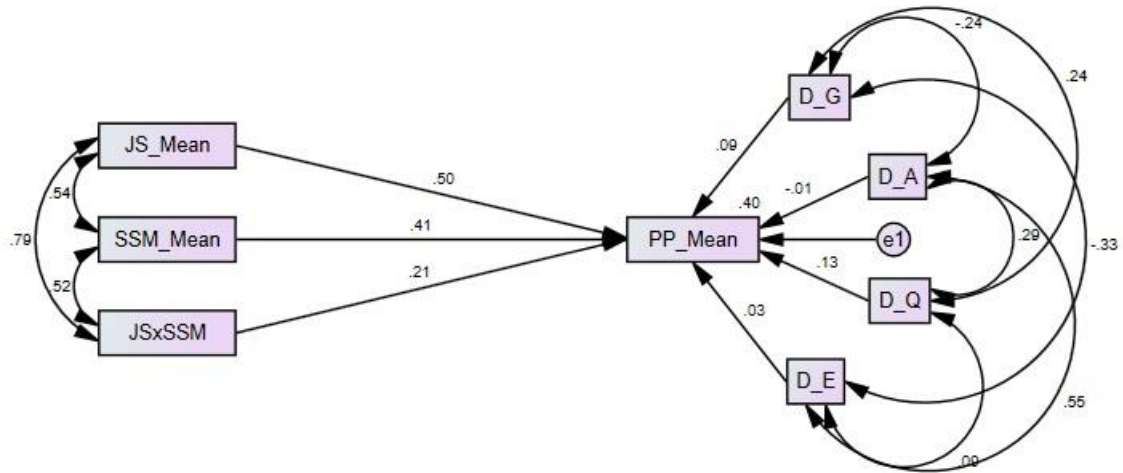 -.24
D_G
.24
JS_Mean
.09
.54
.50
D_A
-.01
.40
.79
SSM_Mean
.41
PP_Mean
e1
.29
-.33
.52
.21
.13
D_Q
JSxSSM
.03
D_E
.55
.09